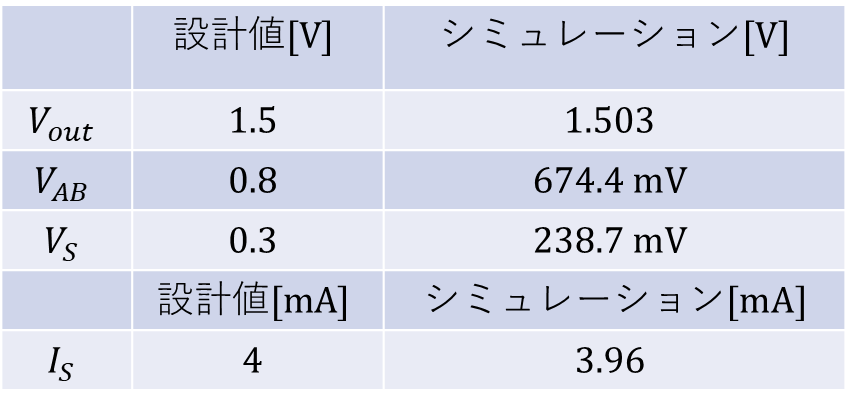 設計値[V] シミュレーション[V]
V_out 1.5 1.503
V_AB 0.8 674.4 mV
V_S 0.3 238.7 mV
設計値[mA] シミュレーション[mA]
I_S 4 3.96